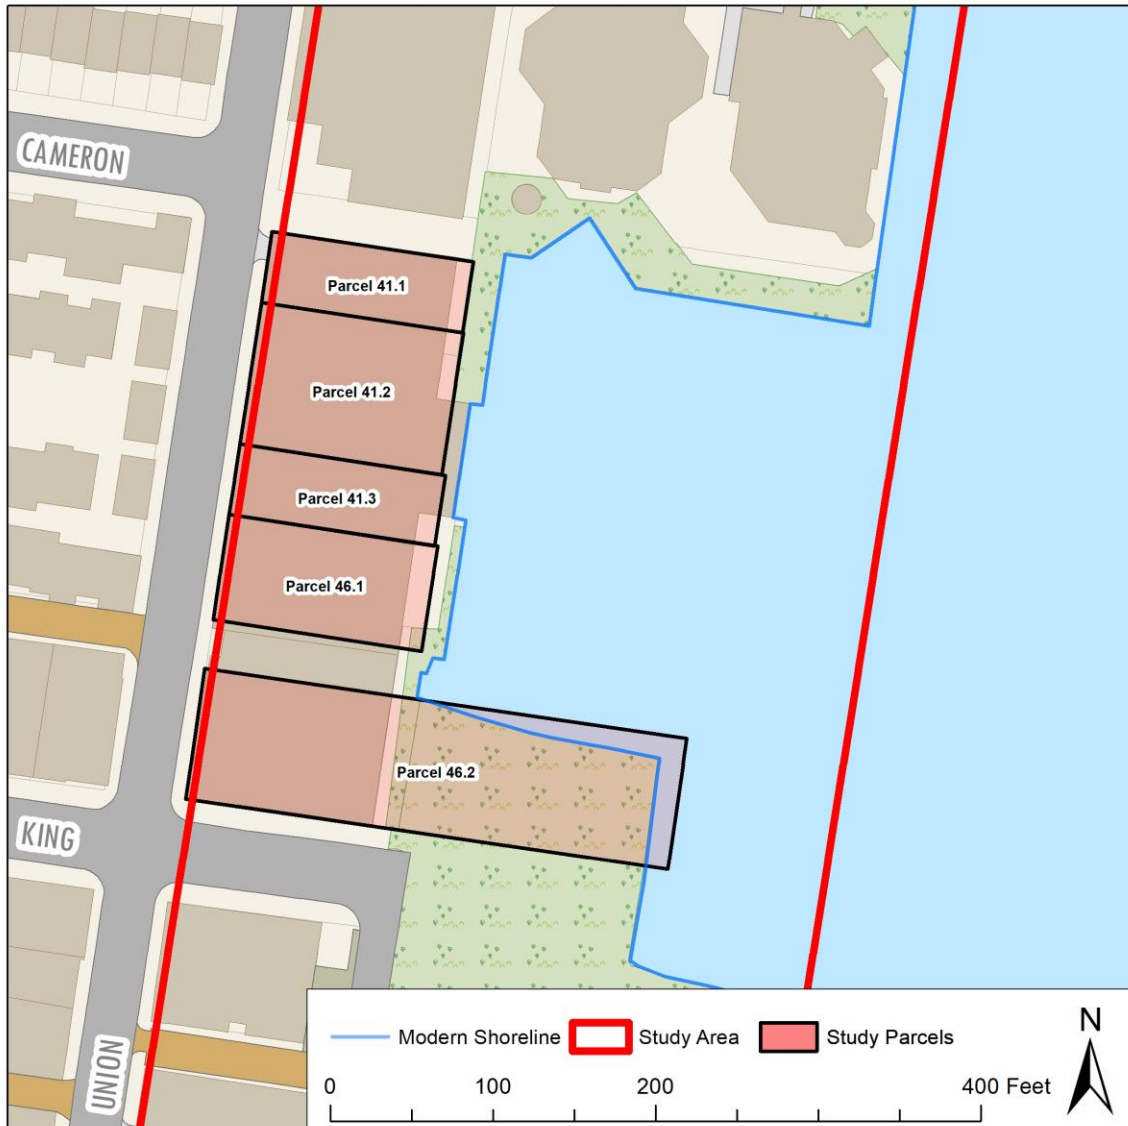 CAMERON
Parcel 41.1
Parcel 41.2
Parcel 41.3
Parcel 46.1
Parcel 46.2
KING
UNION
Modern Shoreline
Study Area
Study Parcels
N
0 100 200 400 Feet